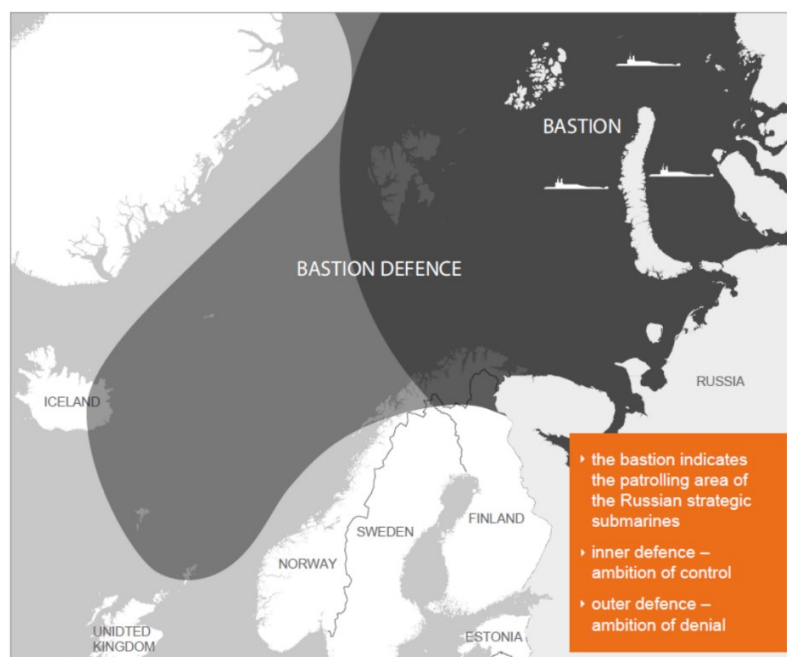 BASTION
BASTION DEFENCE
ICELAND
RUSSIA
NORWAY
SWEDEN
FINLAND
UNIDTED
KINGDOM
ESTONIA
‣ the bastion indicates
the patrolling area of
the Russian strategic
submarines
‣ inner defence –
ambition of control
‣ outer defence –
ambition of denial